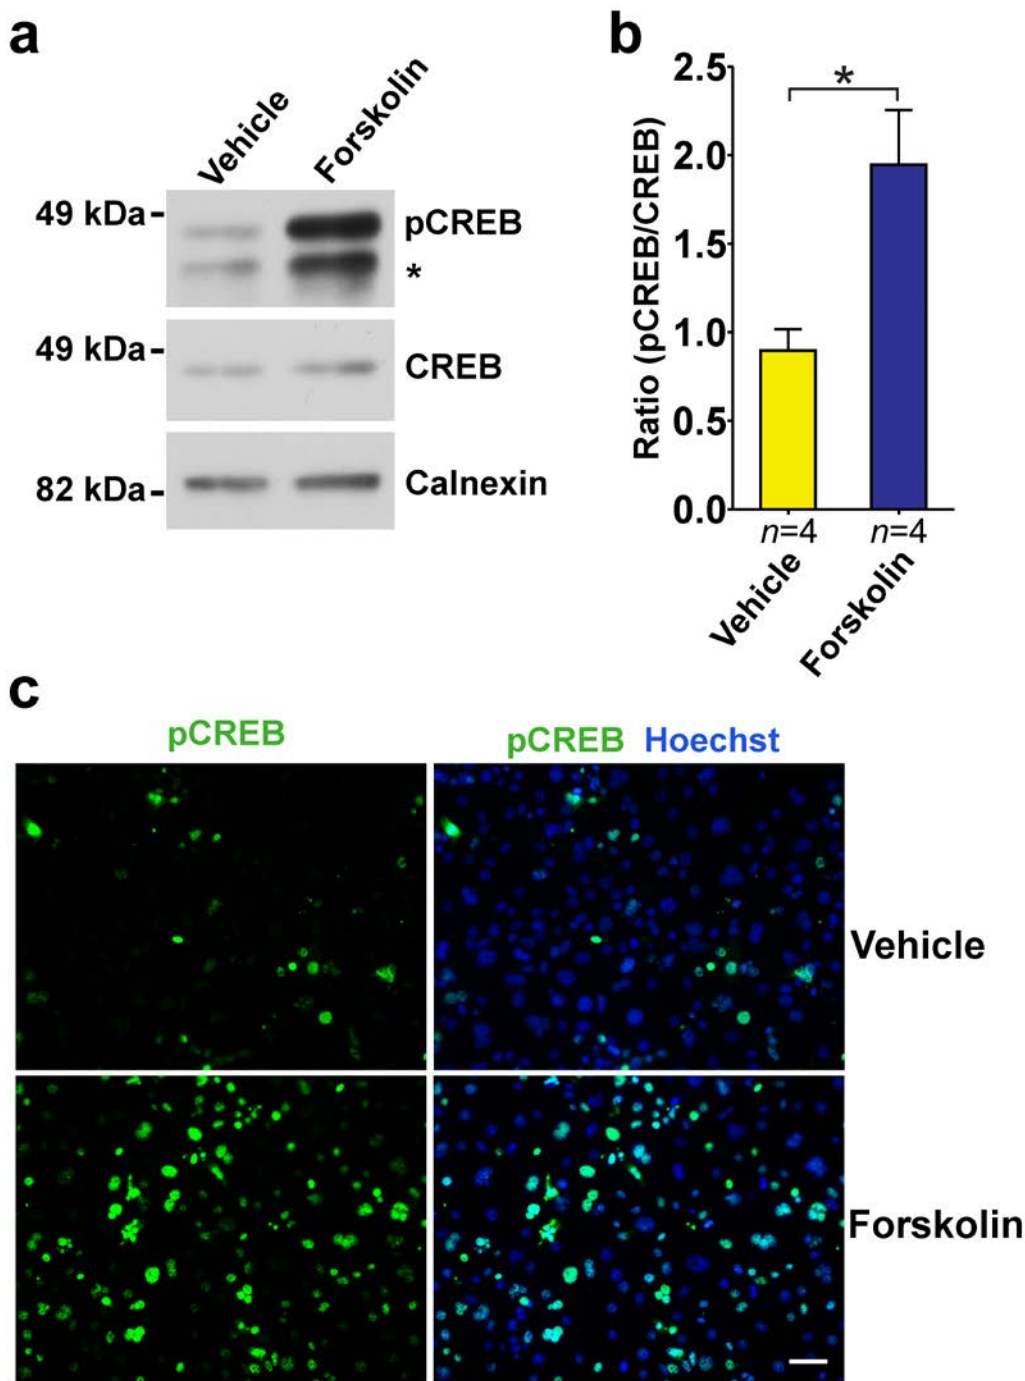 a
Vehicle
Forskolin
49 kDa
pCREB
*
49 kDa
CREB
82 kDa
Calnexin
b
Ratio (pCREB/CREB)
2.5
2.0
1.5
1.0
0.5
0.0
*
n=4 n=4
Vehicle
Forskolin
c
pCREB
pCREB Hoechst
Vehicle
Forskolin